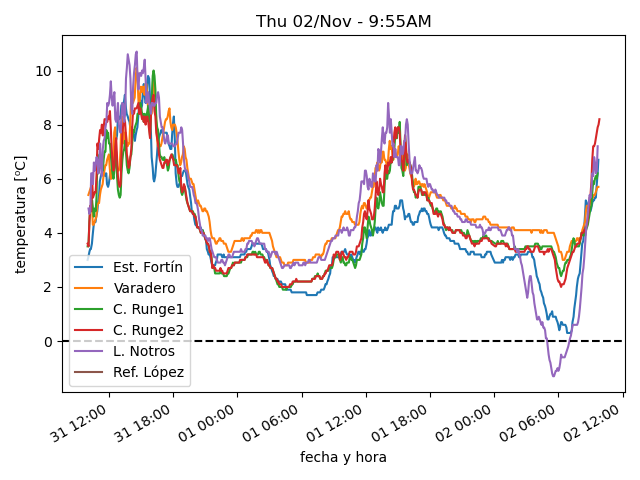 Thu 02/Nov - 9:55AM
temperatura [ºC]
10
8
6
4
2
0
Est. Fortín
Varadero
C. Runge1
C. Runge2
L. Notros
Ref. López
31 12:00
31 18:00
01 00:00
01 06:00
01 12:00
01 18:00
02 00:00
02 06:00
02 12:00
fecha y hora